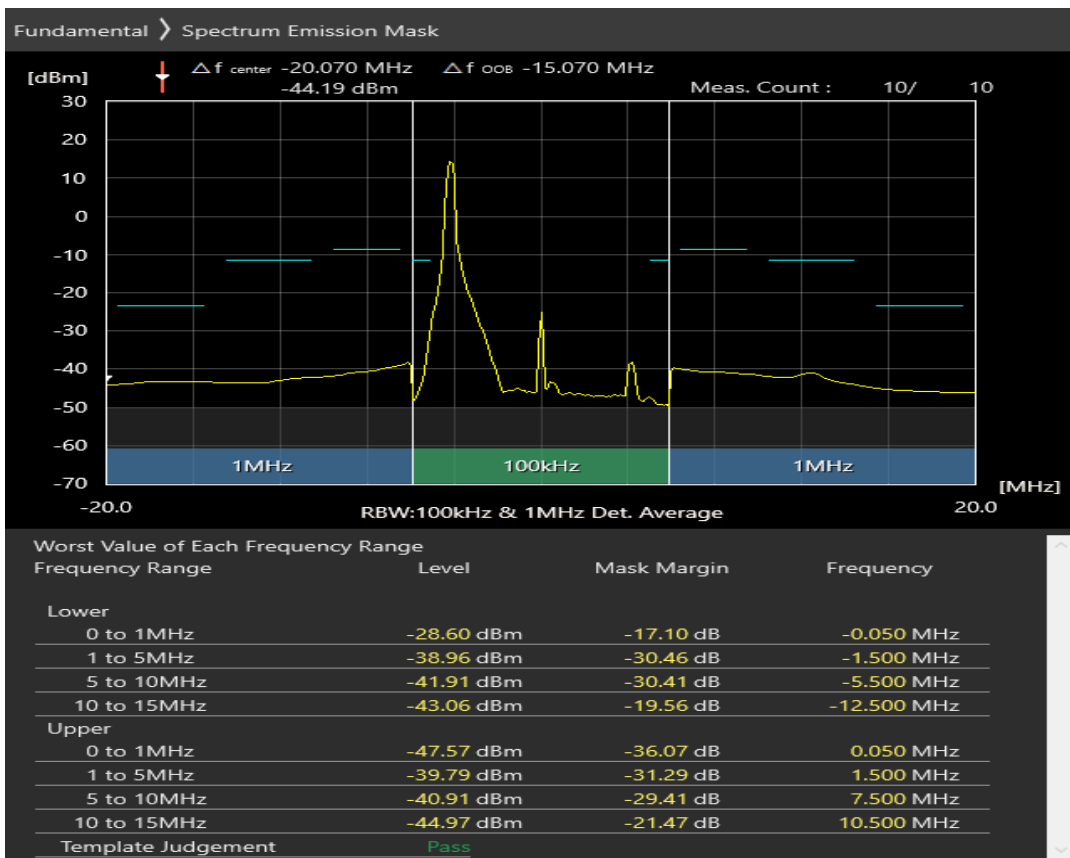 Fundamental 》 Spectrum Emission Mask
[dBm] △f center -20.070 MHz △f OOB -15.070 MHz
-44.19 dBm Meas. Count : 10/ 10
30
20
10
0
-10
-20
-30
-40
-50
-60
1MHz 100kHz 1MHz
-70 [MHz]
-20.0 RBW:100kHz & 1MHz Det. Average 20.0
Worst Value of Each Frequency Range
Frequency Range Level Mask Margin Frequency
Lower
0 to 1MHz -28.60 dBm -17.10 dB -0.050 MHz
1 to 5MHz -38.96 dBm -30.46 dB -1.500 MHz
5 to 10MHz -41.91 dBm -30.41 dB -5.500 MHz
10 to 15MHz -43.06 dBm -19.56 dB -12.500 MHz
Upper
0 to 1MHz -47.57 dBm -36.07 dB 0.050 MHz
1 to 5MHz -39.79 dBm -31.29 dB 1.500 MHz
5 to 10MHz -40.91 dBm -29.41 dB 7.500 MHz
10 to 15MHz -44.97 dBm -21.47 dB 10.500 MHz
Template Judgement Pass